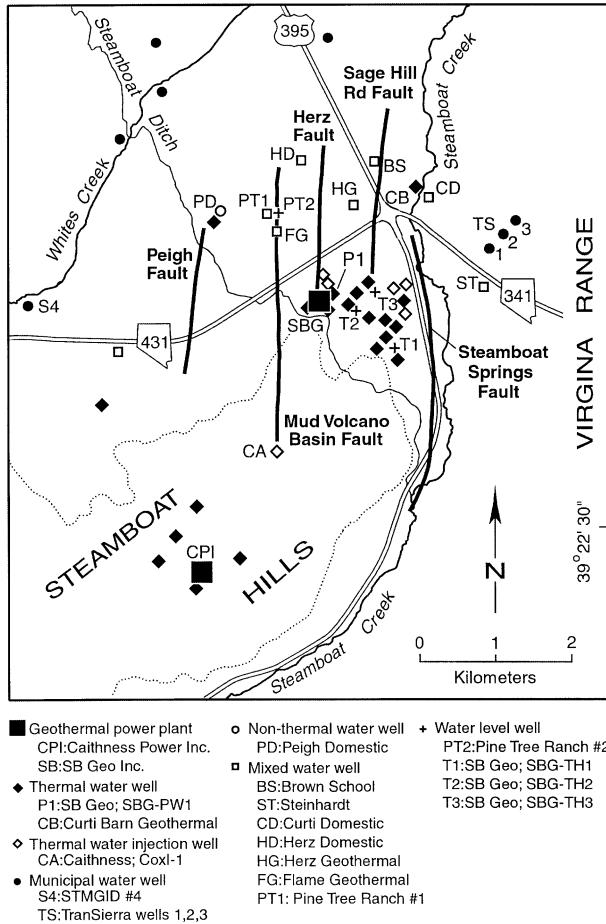 Steamboat
Ditch
395
Sage Hill
Rd Fault
Steamboat Creek
Herz
Fault
Whites Creek
HD
BS
CB
CD
PD
PT1
PT2
HG
FG
TS
1
2
3
Peigh
Fault
P1
ST
341
S4
SBG
T3
T2
T1
431
Steamboat
Springs
Fault
Mud Volcano
Basin Fault
CA
VIRGINA RANGE
STEAMBOAT
HILLS
CPI
39°22' 30"
N
0 2
Kilometers
Steamboat Creek
Geothermal power plant
CPI:Caithness Power Inc.
SB:SB Geo Inc.
Thermal water well
P1:SB Geo; SBG-PW1
CB:Curti Barn Geothermal
Thermal water injection well
CA:Caithness; Coxl-1
Municipal water well
S4:STMGID #4
TS:TranSierra wells 1,2,3
Non-thermal water well
PD:Peigh Domestic
Mixed water well
BS:Brown School
ST:Steinhardt
CD:Curti Domestic
HD:Herz Domestic
HG:Herz Geothermal
FG:Flame Geothermal
PT1: Pine Tree Ranch #1
Water level well
PT2:Pine Tree Ranch #2
T1:SB Geo; SBG-TH1
T2:SB Geo; SBG-TH2
T3:SB Geo; SBG-TH3